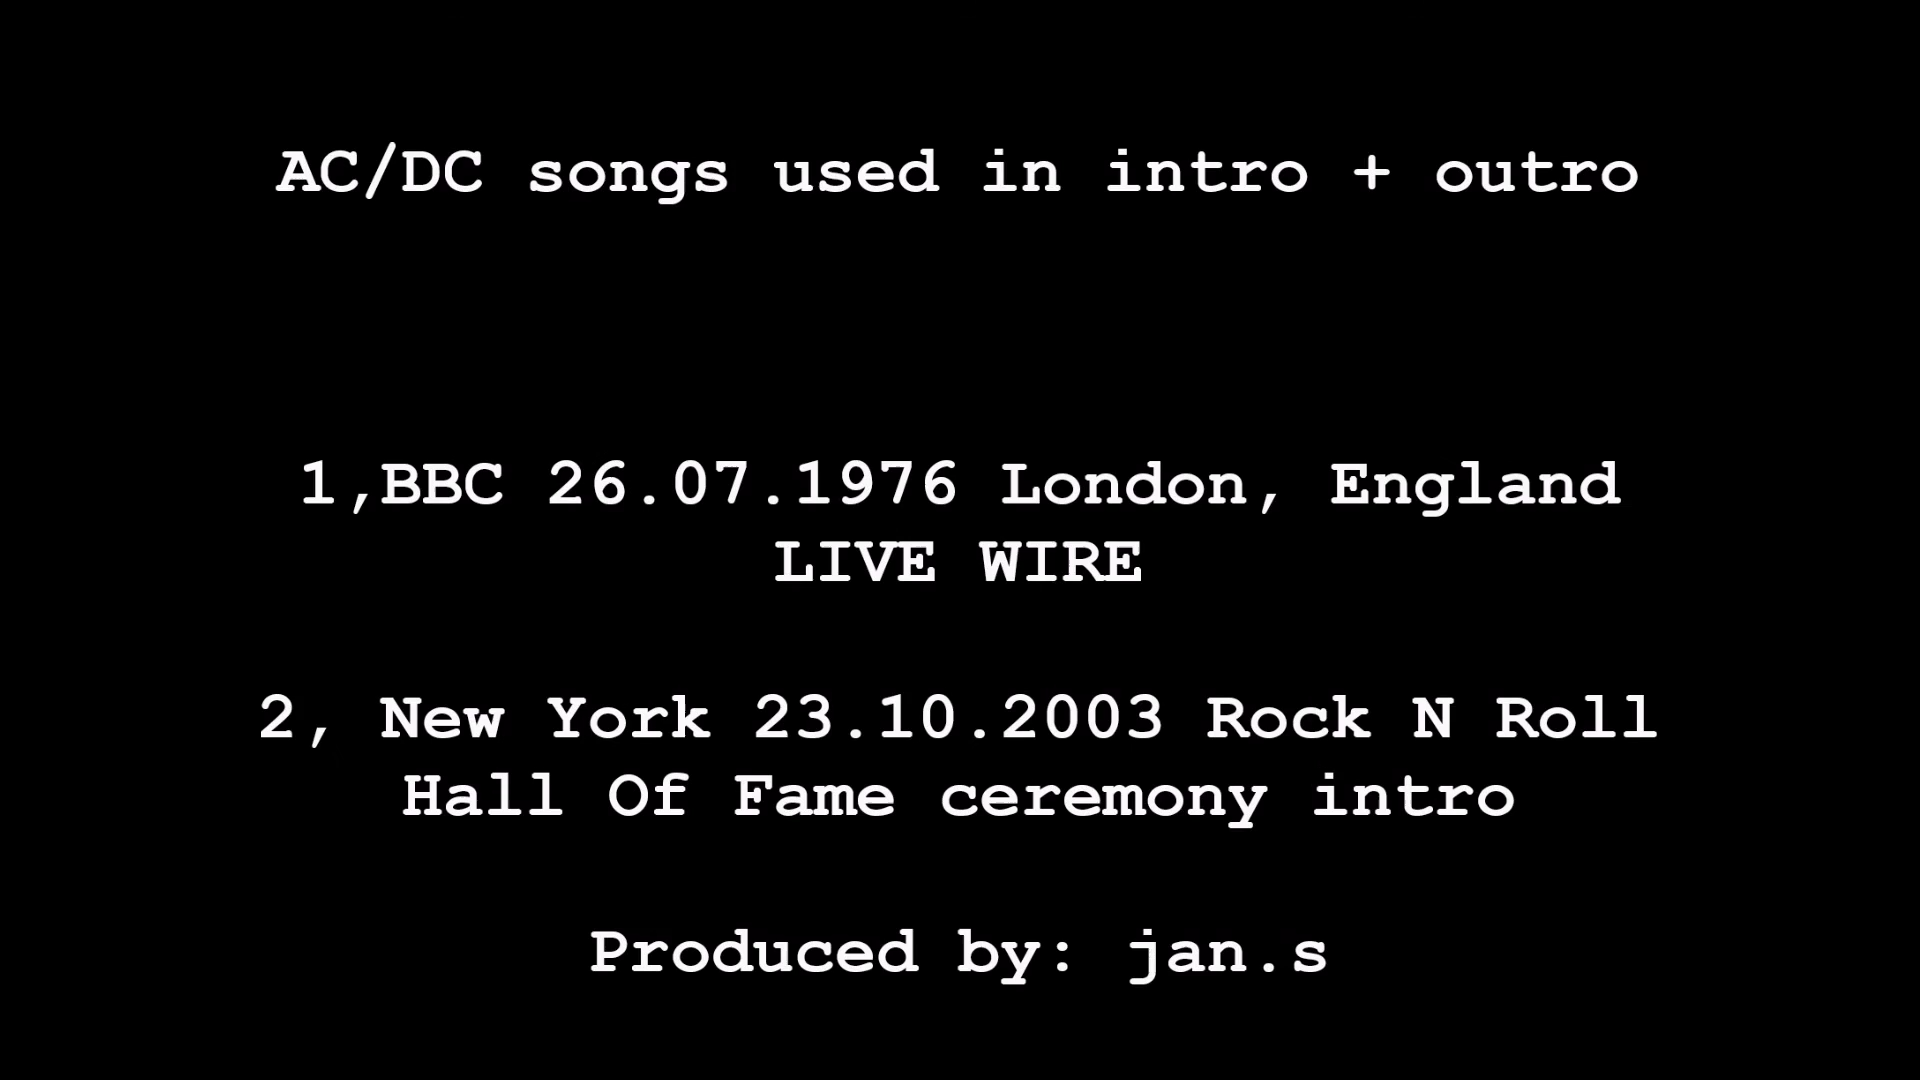 AC/DC songs used in intro + outro
1,BBC 26.07.1976 London, England
LIVE WIRE
2, New York 23.10.2003 Rock N Roll
Hall Of Fame ceremony intro
Produced by: jan.s